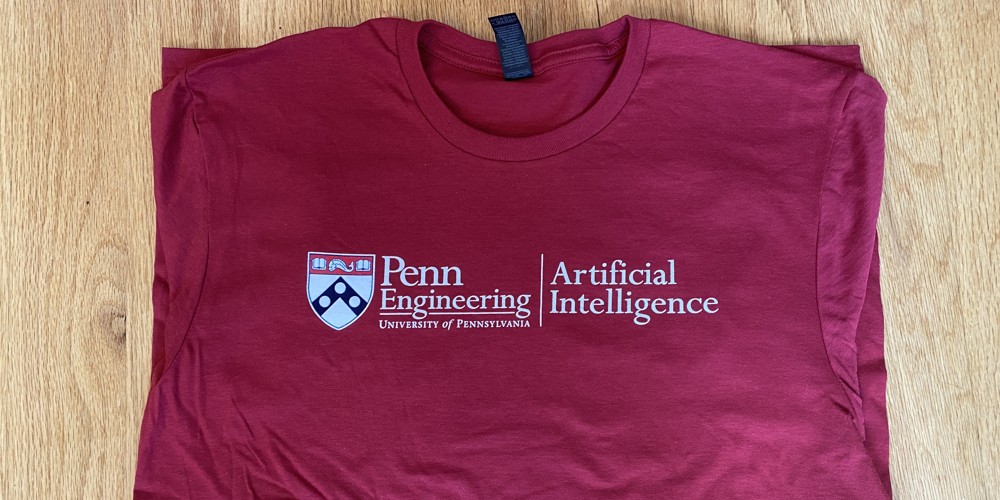 Penn
Engineering
UNIVERSITY of PENNSYLVANIA
Artificial
Intelligence